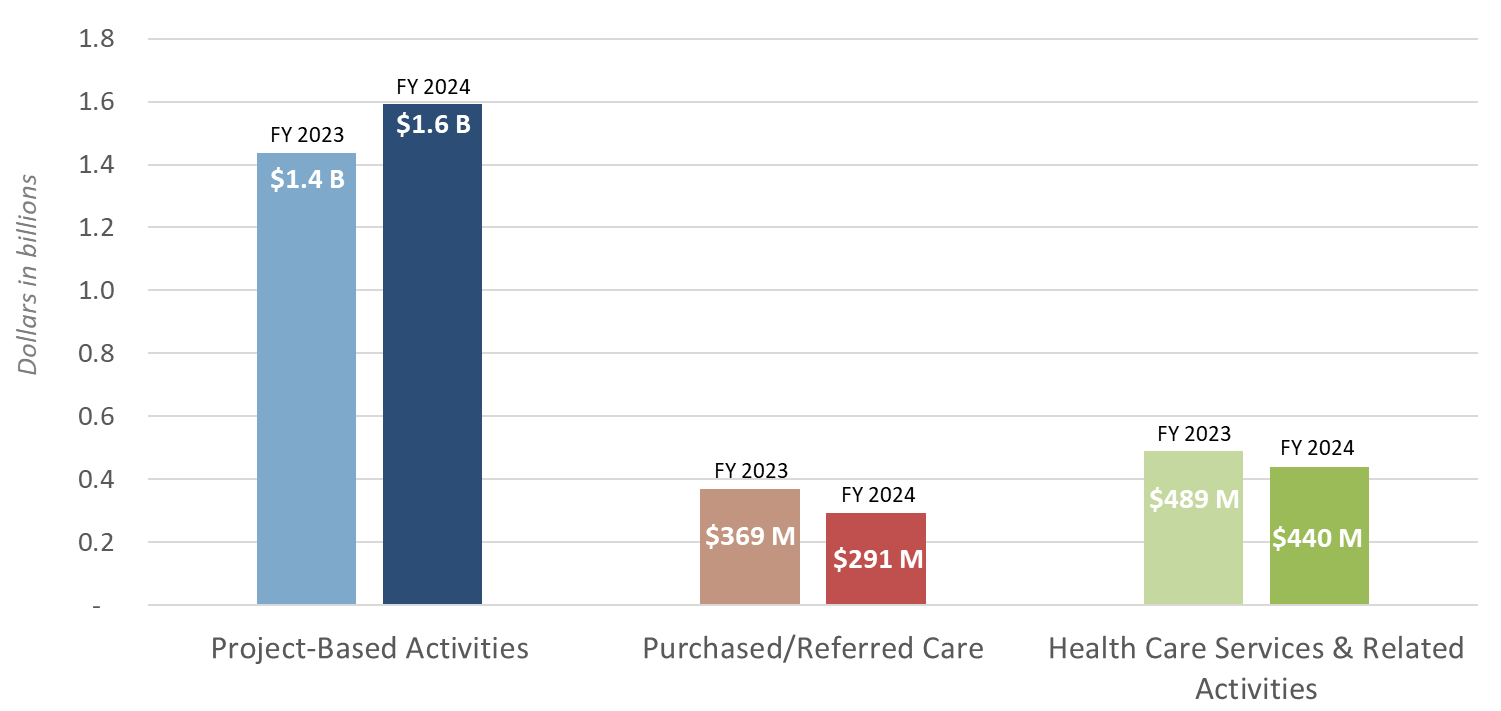 1.8
1.6
1.4
1.2
1.0
0.8
0.6
0.4
0.2
-
Dollars in billions
FY 2023
$1.4 B
FY 2024
$1.6 B
FY 2023
$369 M
FY 2024
$291 M
FY 2023
$489 M
FY 2024
$440 M
Project-Based Activities
Purchased/Referred Care
Health Care Services & Related
Activities